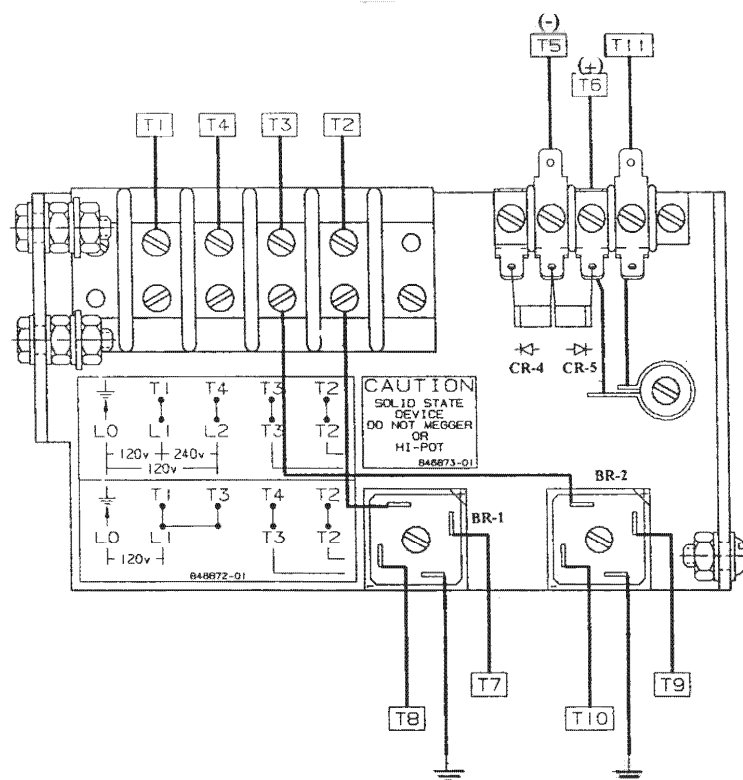 (-)
T5
T11
(+)
T6
T1
T4
T3
T2
CR-4
CR-5
T1
T4
T3
T2
L0
L1
L2
T3
T2
120v
240v
120v
CAUTION
SOLID STATE
DEVICE
DO NOT MEGGER
OR
HI-POT
848873-01
T1
T3
T4
T2
L0
L1
T3
T2
120v
848872-01
BR-1
BR-2
T7
T9
T8
T10